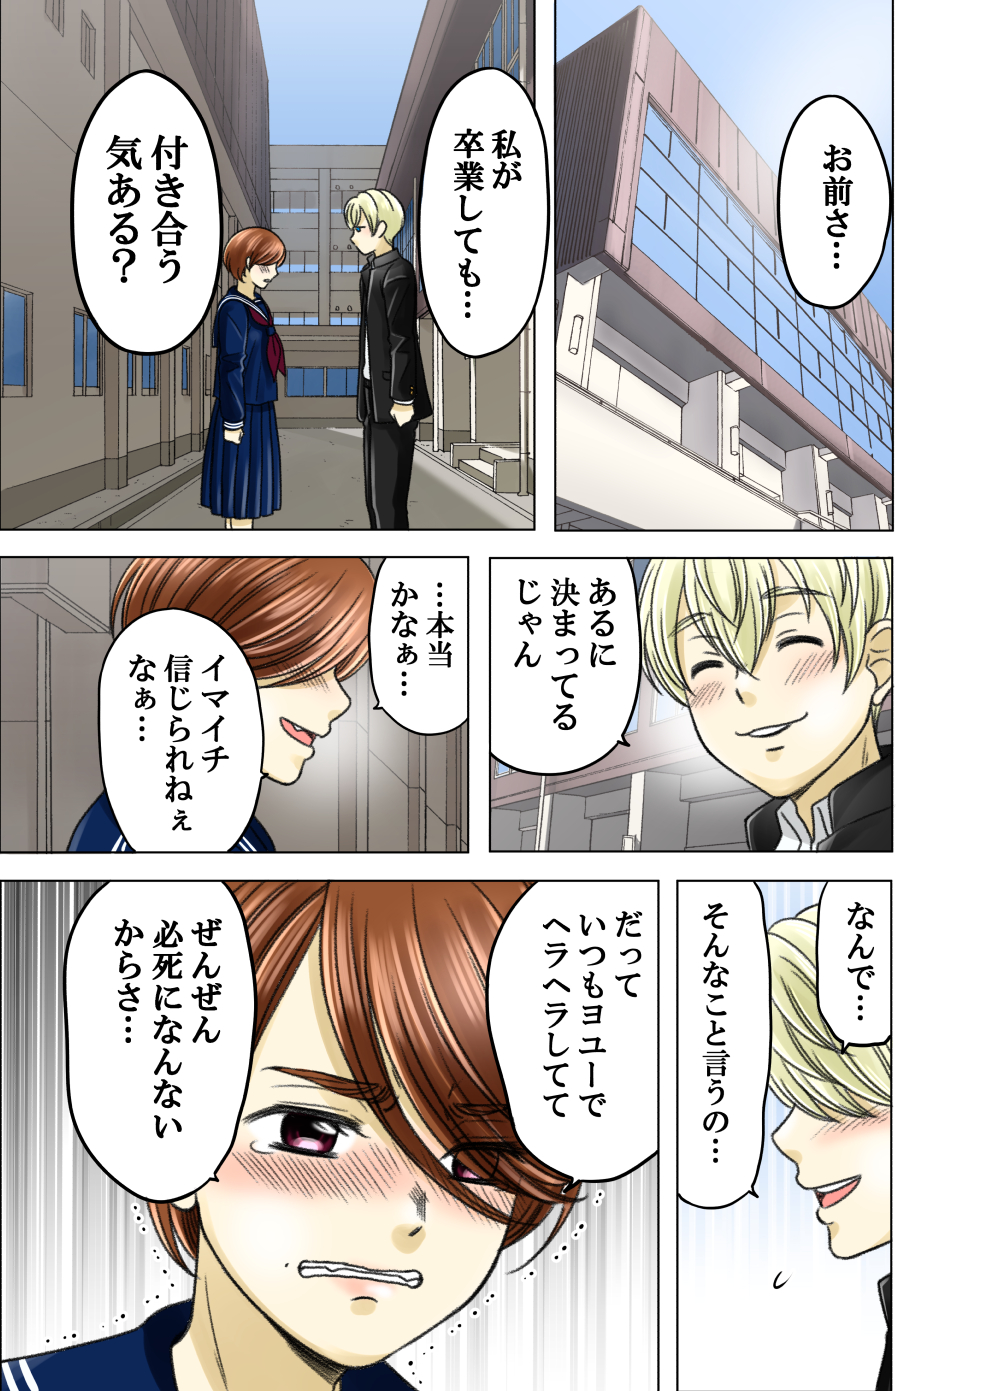 お前さ…
私が
卒業しても…
付き合う
気ある？
あるに
決まってる
じゃん
…本当
かなぁ…
イマイチ
信じられねぇ
なぁ…
なんで…
そんなこと言うの…
だって
いつもヨユーで
ヘラヘラしてて
ぜんぜん
必死になんない
からさ…